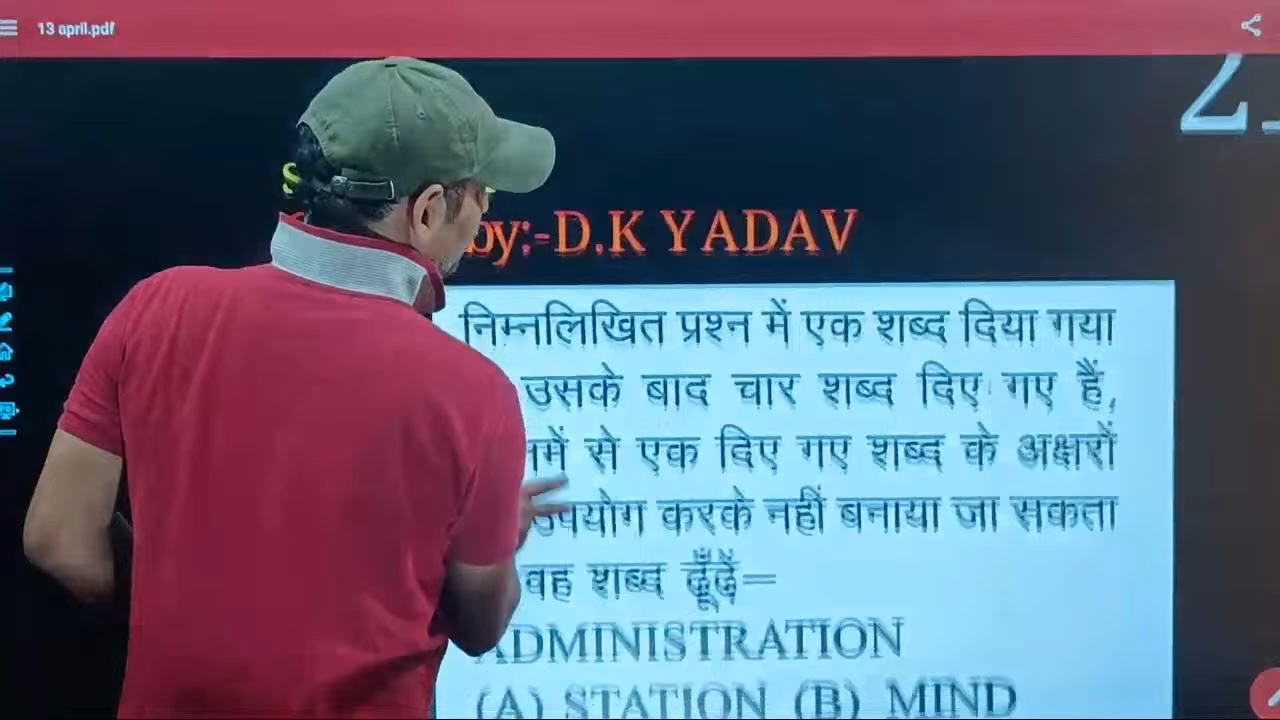 13 april.pdf
by:-D.K YADAV
निम्नलिखित प्रश्न में एक शब्द दिया गया
उसके बाद चार शब्द दिए गए हैं,
में से एक दिए गए शब्द के अक्षरों
उपयोग करके नहीं बनाया जा सकता
वह शब्द ढूँढ़ें=
ADMINISTRATION
(A) STATION (B) MIND